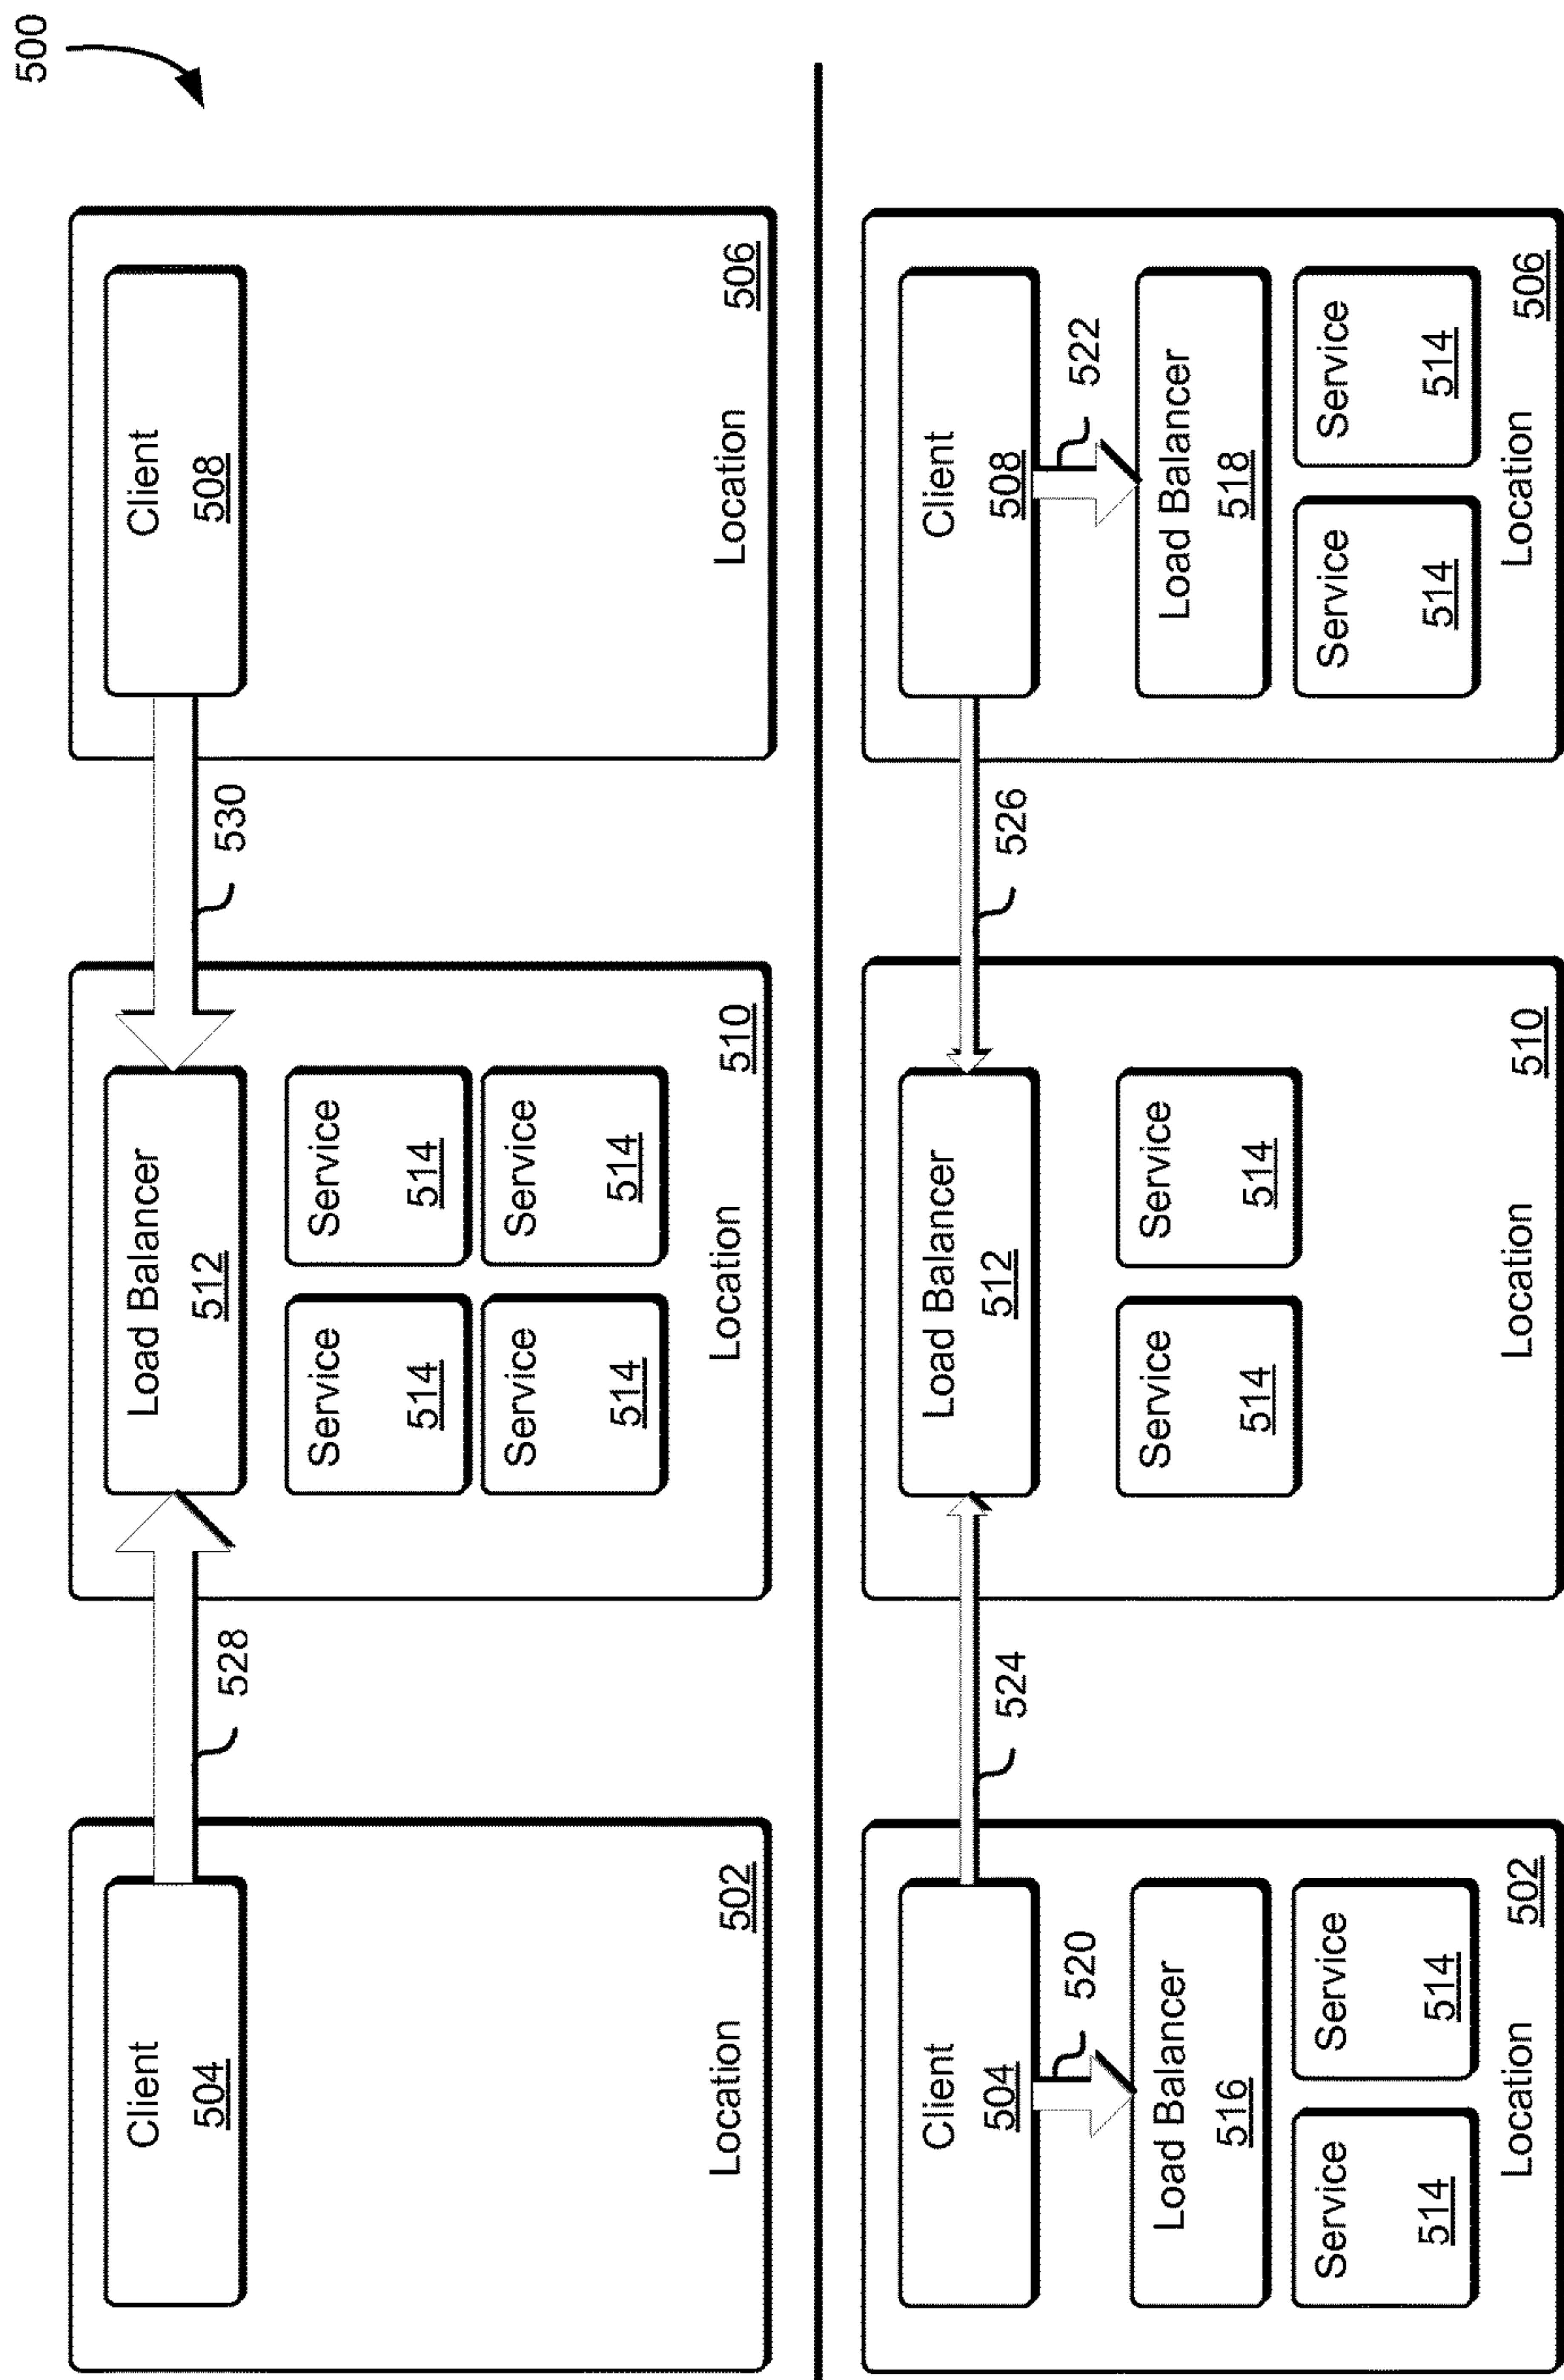 500
Client
504
Location
502
528
Load Balancer
512
Service
514
Service
514
Service
514
Service
514
Location
510
530
Client
508
Location
506
Client
504
520
Load Balancer
516
Service
514
Service
514
Location
502
524
Load Balancer
512
Service
514
Service
514
Location
510
526
Client
508
522
Load Balancer
518
Service
514
Service
514
Location
506